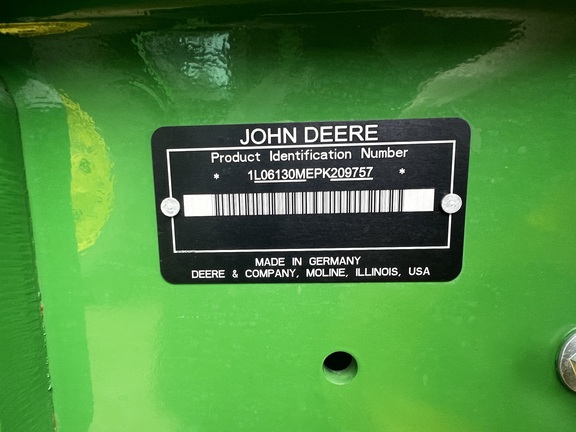 JOHN DEERE
Product Identification Number
* 1L06130MEPK209757 *
MADE IN GERMANY
DEERE & COMPANY, MOLINE, ILLINOIS, USA